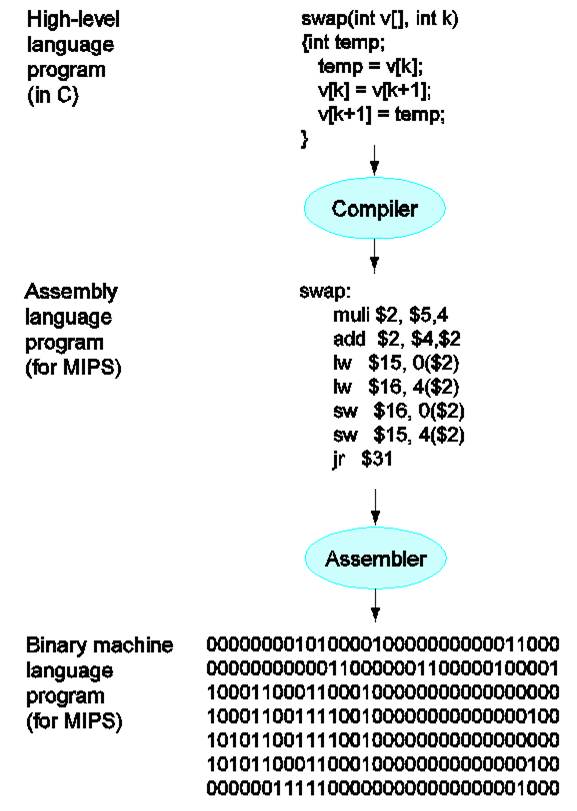 High-level
language
program
(in C)
swap(int v[], int k)
{int temp;
temp = v[k];
v[k] = v[k+1];
v[k+1] = temp;
}
Compiler
Assembly
language
program
(for MIPS)
swap:
muli $2, $5,4
add $2, $4,$2
lw $15, 0($2)
lw $16, 4($2)
sw $16, 0($2)
sw $15, 4($2)
jr $31
Assembler
Binary machine
language
program
(for MIPS)
00000000101000010000000000011000
00000000000110000001100000100001
10001100011000100000000000000000
10001100111100100000000000000100
10101100111100100000000000000000
10101100011000100000000000000100
00000011111000000000000000001000